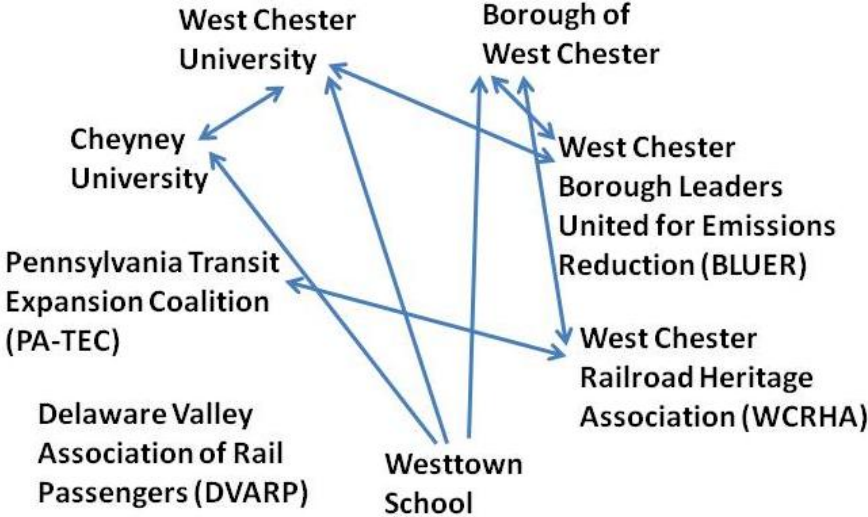 West Chester
University
Borough of
West Chester
Cheyney
University
West Chester
Borough Leaders
United for Emissions
Reduction (BLUER)
Pennsylvania Transit
Expansion Coalition
(PA-TEC)
West Chester
Railroad Heritage
Association (WCRHA)
Delaware Valley
Association of Rail
Passengers (DVARP)
Westtown
School